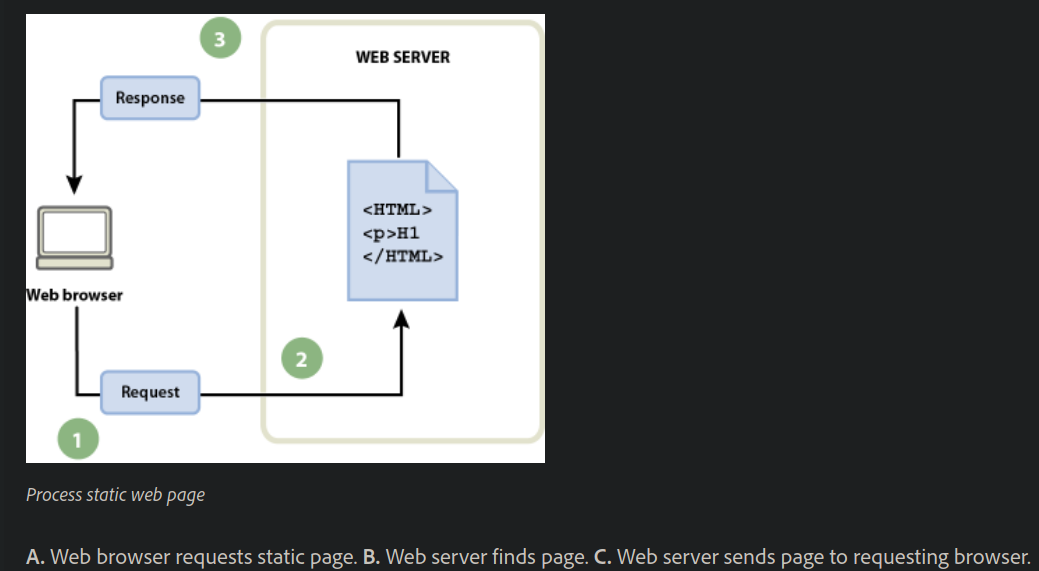 3
WEB SERVER
Response
<HTML>
<p>H1
</HTML>
Web browser
2
Request
1
Process static web page
A. Web browser requests static page. B. Web server finds page. C. Web server sends page to requesting browser.